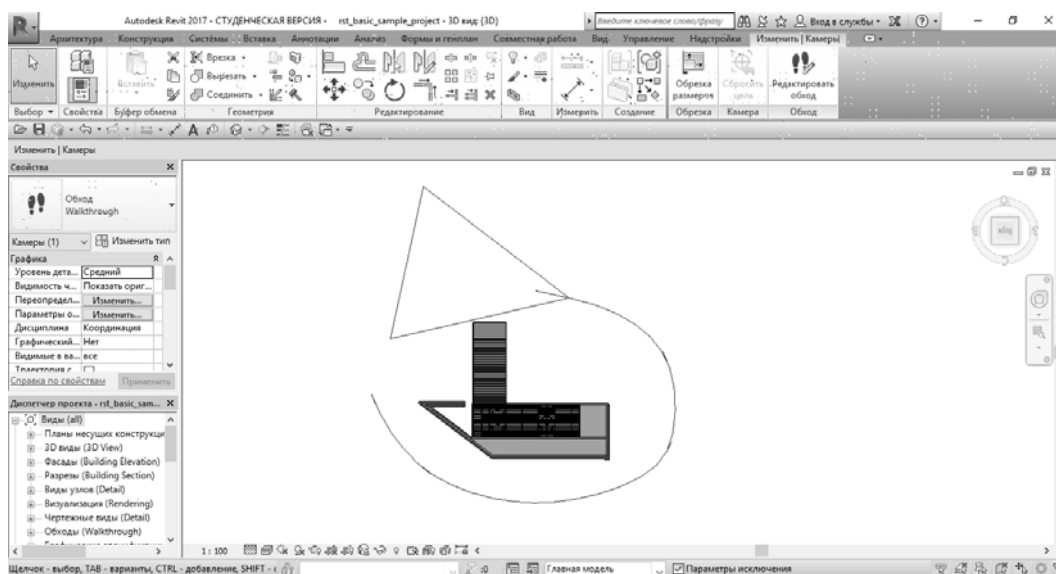 Autodesk Revit 2017 - СТУДЕНЧЕСКАЯ ВЕРСИЯ - rst_basic_sample_project - 3D вид: {3D}
Введите ключевое слово/фразу
Вход в службы
Архитектура Конструкция Системы Вставка Аннотации Анализ Формы и генплан Совместная работа Вид Управление Надстройки Изменить | Камеры
Изменить
Вставить
Врезка
Вырезать
Соединить
Обрезка размеров
Сбросить цель
Редактировать обход
Выбор Свойства Буфер обмена Геометрия Редактирование Вид Измерить Создание Обрезка Камера Обход
Изменить | Камеры
Свойства
Обход
Walkthrough
Камеры (1) Изменить тип
Графика
Уровень дета... Средний
Видимость ч... Показать ориг...
Переопредел... Изменить...
Параметры о... Изменить...
Дисциплина Координация
Графический... Нет
Видимые в ва... все
Траектория с...
Справка по свойствам Применить
Диспетчер проекта - rst_basic_sam...
Виды (all)
Планы несущих конструкци
3D виды (3D View)
Фасады (Building Elevation)
Разрезы (Building Section)
Виды узлов (Detail)
Визуализация (Rendering)
Чертежные виды (Detail)
Обходы (Walkthrough)
1 : 100
Щелчок - выбор, TAB - варианты, CTRL - добавление, SHIFT -
:0 Главная модель Параметры исключения